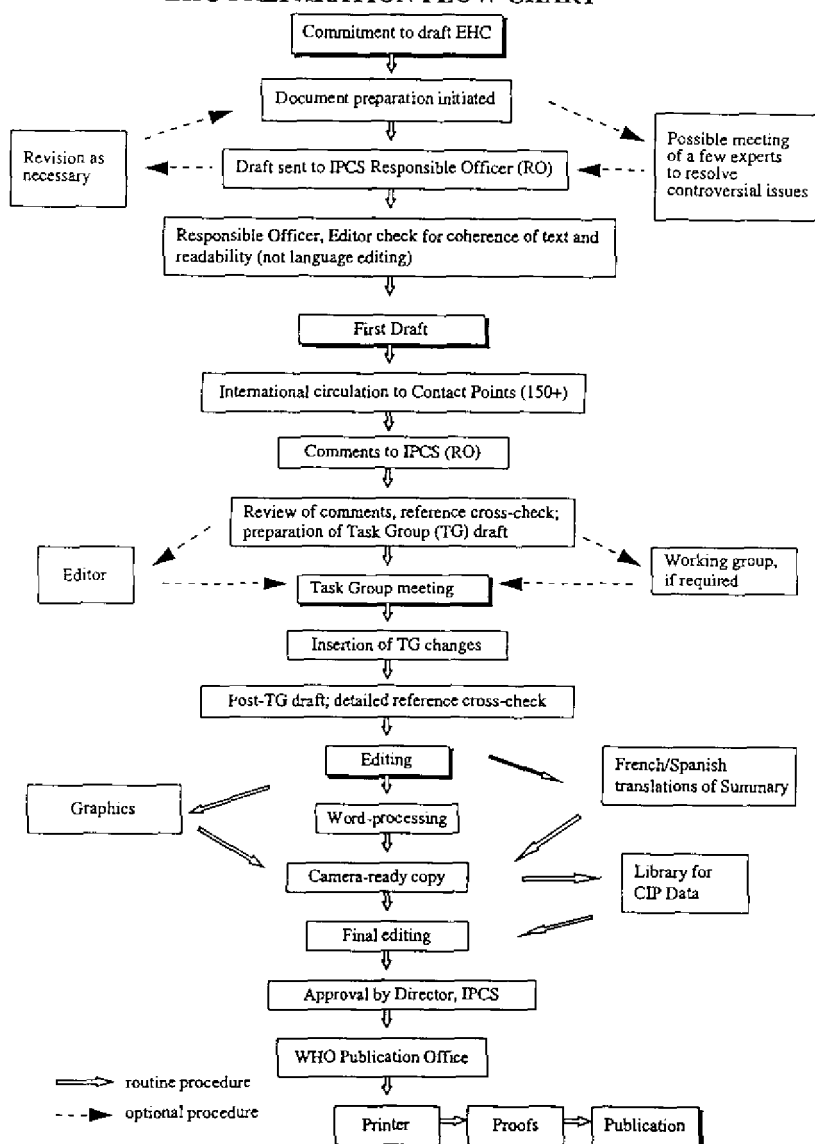 EHC PREPARATION FLOW CHART
Commitment to draft EHC
Document preparation initiated
Revision as
necessary
Draft sent to IPCS Responsible Officer (RO)
Possible meeting
of a few experts
to resolve
controversial issues
Responsible Officer, Editor check for coherence of text and
readability (not language editing)
First Draft
International circulation to Contact Points (150+)
Comments to IPCS (RO)
Review of comments, reference cross-check;
preparation of Task Group (TG) draft
Editor
Working group,
if required
Task Group meeting
Insertion of TG changes
Post-TG draft; detailed reference cross-check
Editing
French/Spanish
translations of Summary
Graphics
Word-processing
Camera-ready copy
Library for
CIP Data
Final editing
Approval by Director, IPCS
WHO Publication Office
routine procedure
optional procedure
Printer
Proofs
Publication